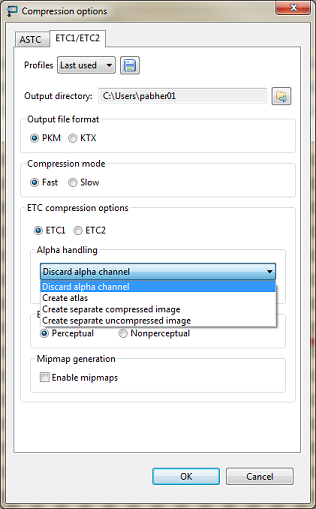 Compression options
ASTC ETC1/ETC2
Profiles Last used
Output directory: C:\Users\pabher01
Output file format
PKM KTX
Compression mode
Fast Slow
ETC compression options
ETC1 ETC2
Alpha handling
Discard alpha channel
Discard alpha channel
Create atlas
Create separate compressed image
Create separate uncompressed image
Perceptual Nonperceptual
Mipmap generation
Enable mipmaps
OK Cancel